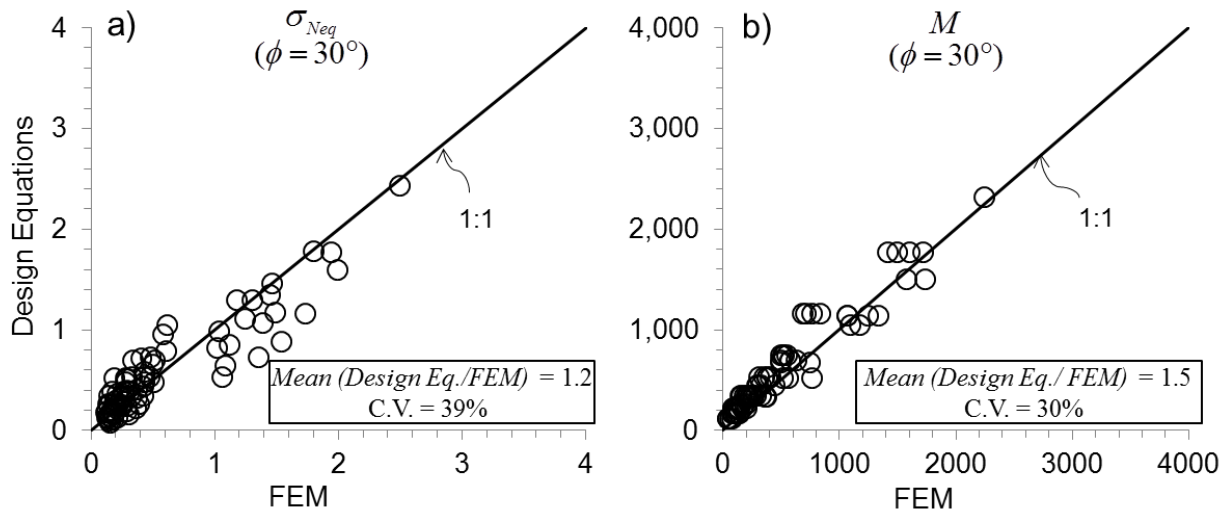 a)
σNeq
(ϕ = 30°)
4
3
2
1
0
Design Equations
1:1
Mean (Design Eq./FEM) = 1.2
C.V. = 39%
0 1 2 3 4
FEM
b)
M
(ϕ = 30°)
4,000
3,000
2,000
1,000
0
1:1
Mean (Design Eq./ FEM) = 1.5
C.V. = 30%
0 1000 2000 3000 4000
FEM